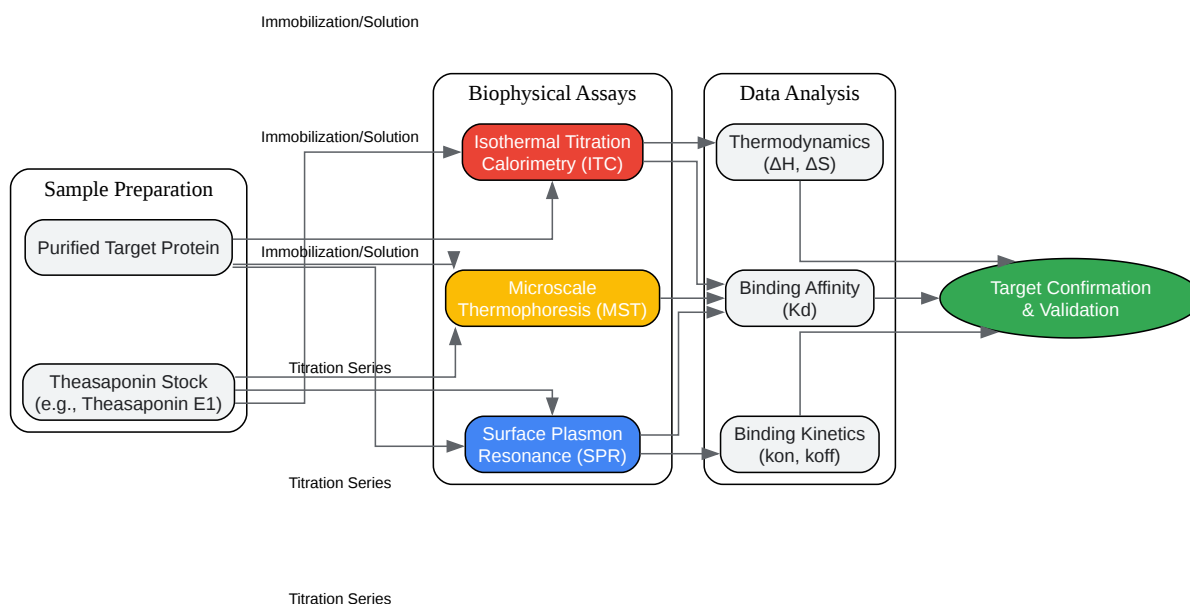 Immobilization/Solution
Biophysical Assays
Data Analysis
Immobilization/Solution
Isothermal Titration
Calorimetry (ITC)
Thermodynamics
(ΔH, ΔS)
Sample Preparation
Purified Target Protein
Immobilization/Solution
Microscale
Thermophoresis (MST)
Binding Affinity
(Kd)
Target Confirmation
& Validation
Titration Series
Theasaponin Stock
(e.g., Theasaponin E1)
Surface Plasmon
Resonance (SPR)
Binding Kinetics
(kon, koff)
Titration Series
Titration Series